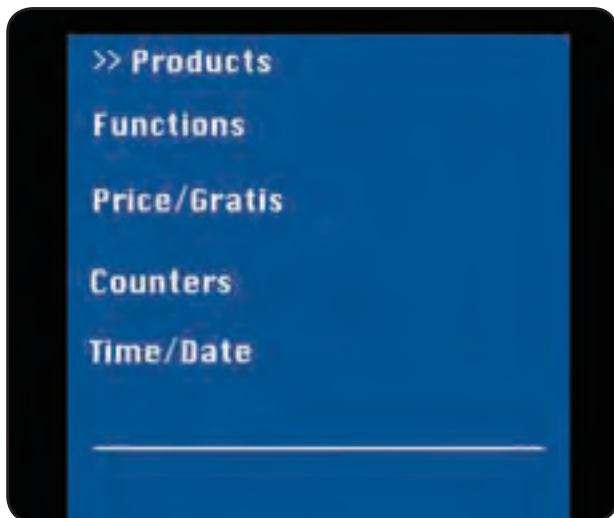 >> Products
Functions
Price/Gratis
Counters
Time/Date